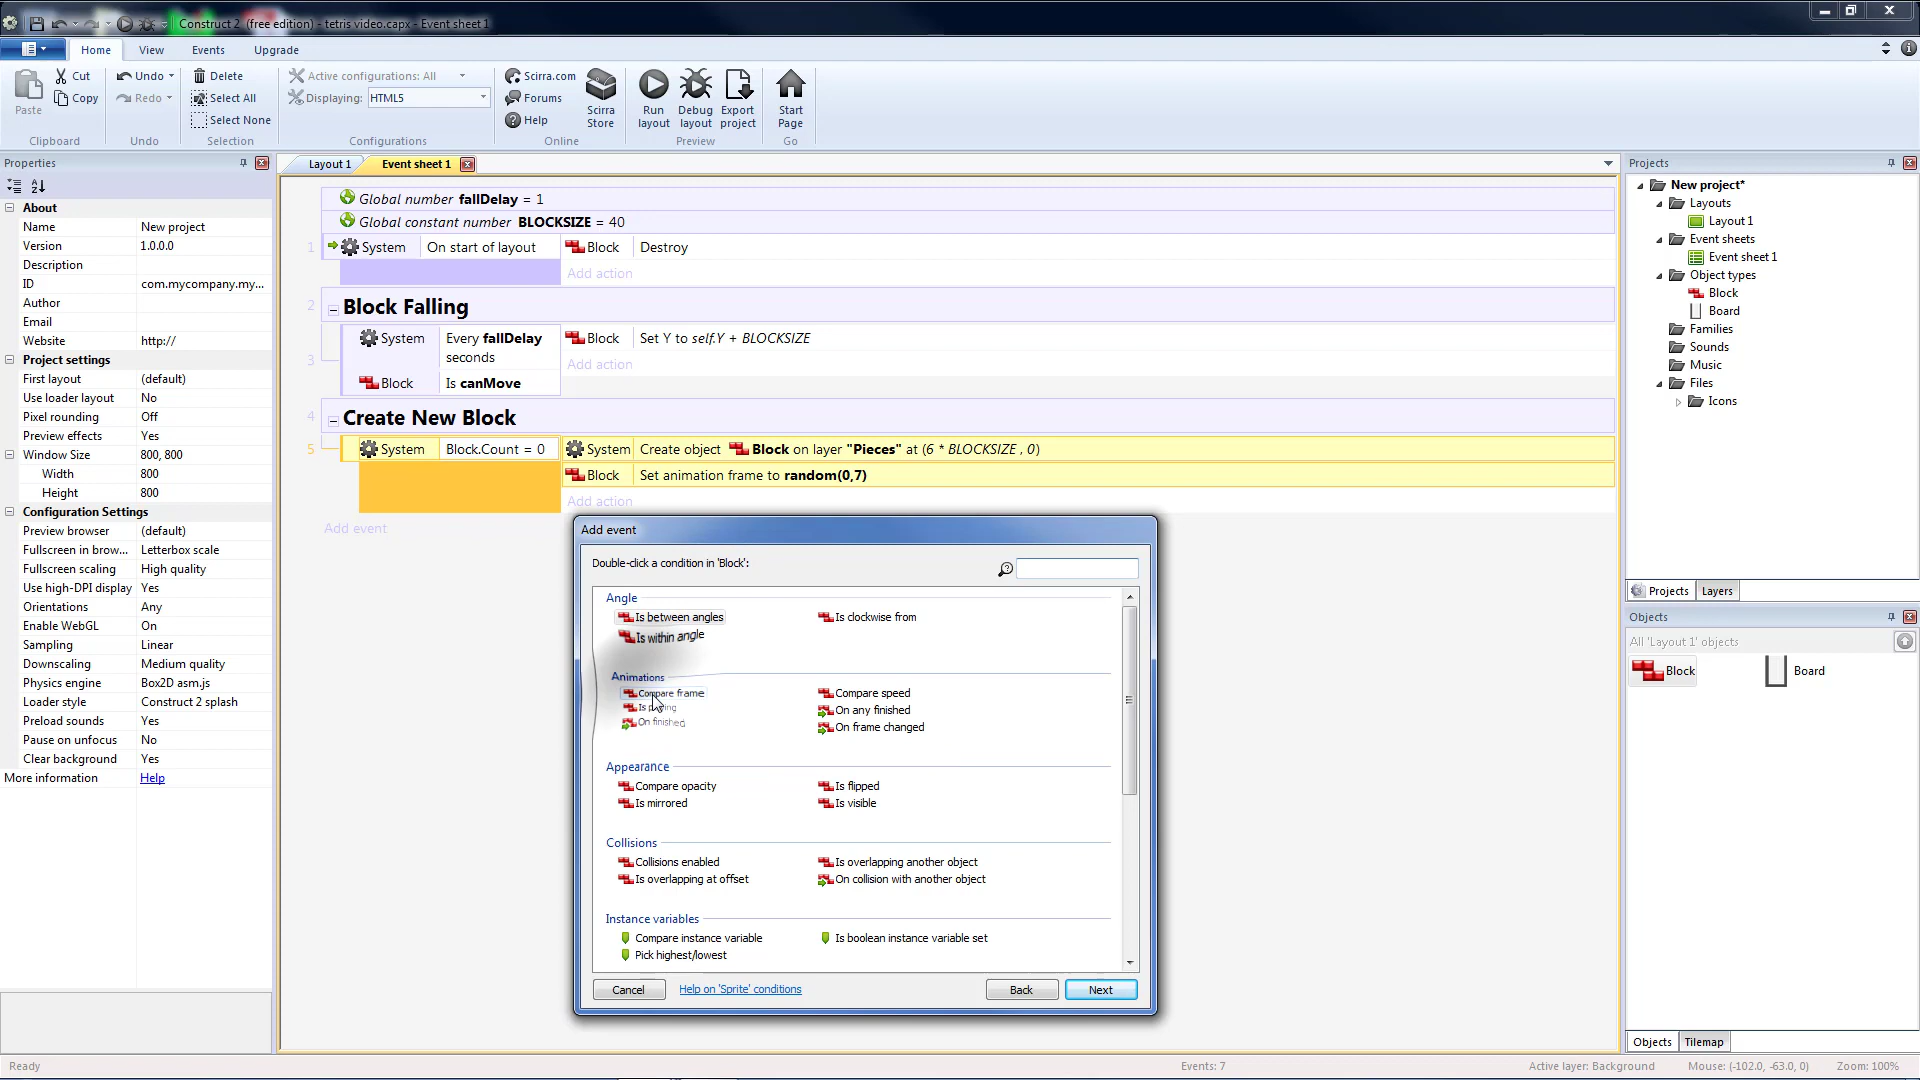 Construct 2 (free edition) - tetris video.capx - Event sheet 1
Home
View
Events
Upgrade
Paste
Cut
Copy
Clipboard
Undo
Redo
Undo
Delete
Select All
Select None
Selection
Active configurations: All
Displaying:
HTML5
Configurations
Scirra.com
Forums
Help
Scirra
Store
Online
Run
layout
Debug
layout
Export
project
Preview
Start
Page
Go
Properties
About
Name New project
Version 1.0.0.0
Description
ID com.mycompany.my...
Author
Email
Website http://
Project settings
First layout (default)
Use loader layout No
Pixel rounding Off
Preview effects Yes
Window Size 800, 800
Width 800
Height 800
Configuration Settings
Preview browser (default)
Fullscreen in brow... Letterbox scale
Fullscreen scaling High quality
Use high-DPI display Yes
Orientations Any
Enable WebGL On
Sampling Linear
Downscaling Medium quality
Physics engine Box2D asm.js
Loader style Construct 2 splash
Preload sounds Yes
Pause on unfocus No
Clear background Yes
More information Help
Layout 1
Event sheet 1
Global number fallDelay = 1
Global constant number BLOCKSIZE = 40
1 System On start of layout Block Destroy
Add action
2 Block Falling
System Every fallDelay seconds Block Set Y to self.Y + BLOCKSIZE
3 Add action
Block Is canMove
4 Create New Block
5 System Block.Count = 0 System Create object Block on layer "Pieces" at (6 * BLOCKSIZE , 0)
Block Set animation frame to random(0,7)
Add action
Add event
Add event
Double-click a condition in 'Block':
Angle
Is between angles Is clockwise from
Is within angle
Animations
Compare frame Compare speed
On any finished
On finished On frame changed
Appearance
Compare opacity Is flipped
Is mirrored Is visible
Collisions
Collisions enabled Is overlapping another object
Is overlapping at offset On collision with another object
Instance variables
Compare instance variable Is boolean instance variable set
Pick highest/lowest
Cancel
Help on 'Sprite' conditions
Back
Next
Projects
New project*
Layouts
Layout 1
Event sheets
Event sheet 1
Object types
Block
Board
Families
Sounds
Music
Files
Icons
Projects
Layers
Objects
All 'Layout 1' objects
Block
Board
Objects
Tilemap
Ready
Events: 7
Active layer: Background
Mouse: (-102.0, -63.0, 0)
Zoom: 100%